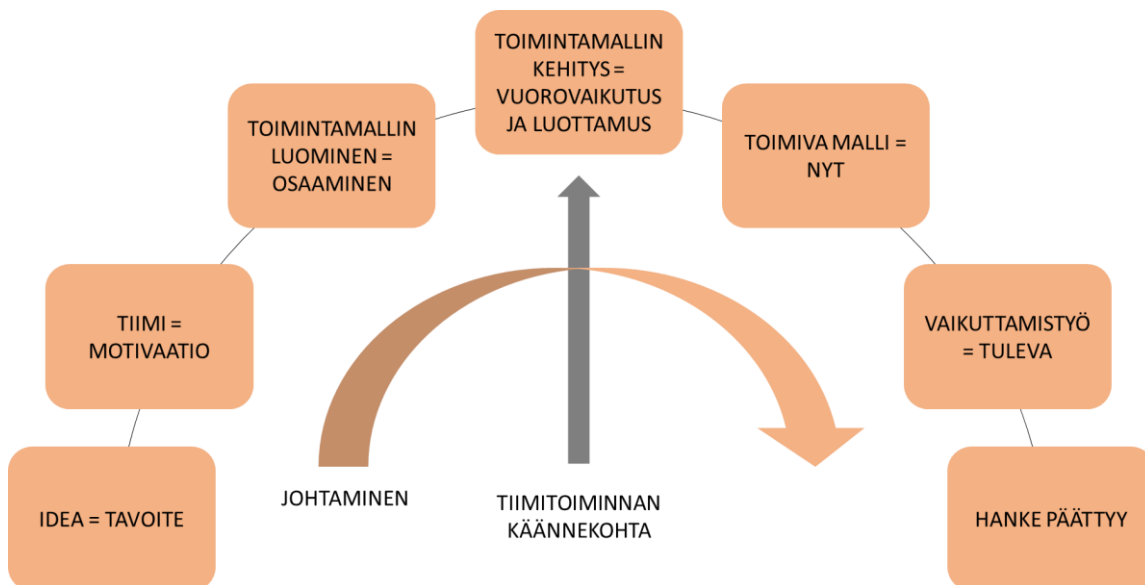 IDEA = TAVOITE
TIIMI =
MOTIVAATIO
TOIMINTAMALLIN
LUOMINEN =
OSAAMINEN
TOIMINTAMALLIN
KEHITYS =
VUOROVAIKUTUS
JA LUOTTAMUS
TOIMIVA MALLI =
NYT
VAIKUTTAMISTYÖ
= TULEVA
HANKE PÄÄTTYY
JOHTAMINEN
TIIMITOIMINNAN
KÄÄNNEKOHTA